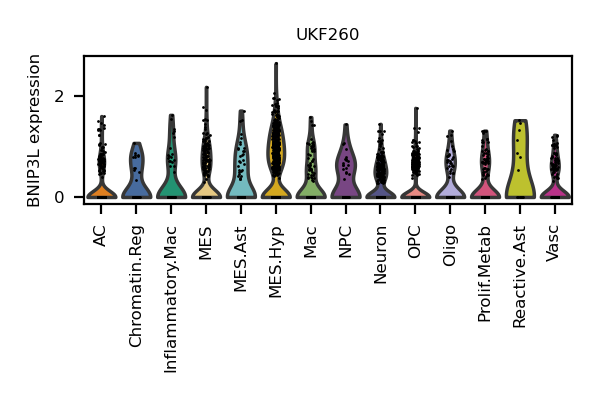 UKF260
BNIP3L expression
2
0
AC
Chromatin.Reg
Inflammatory.Mac
MES
MES.Ast
MES.Hyp
Mac
NPC
Neuron
OPC
Oligo
Prolif.Metab
Reactive.Ast
Vasc